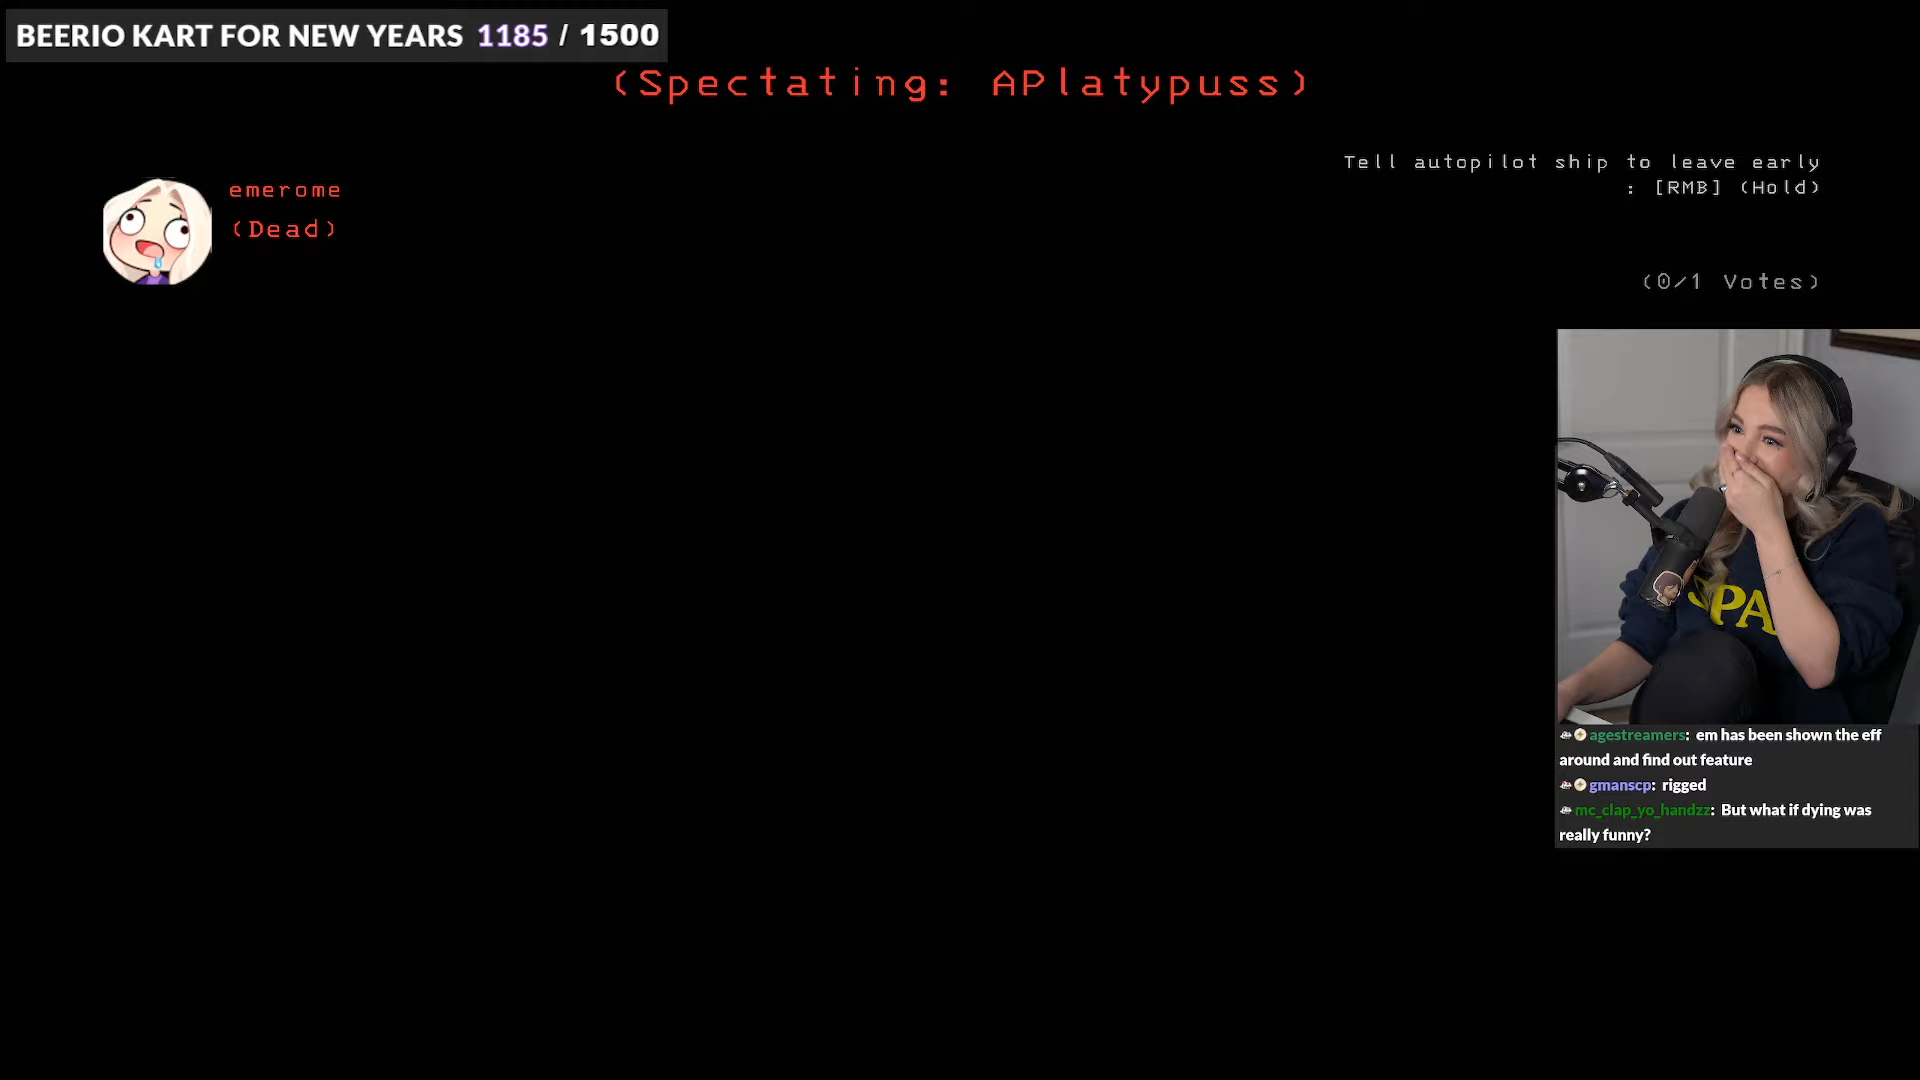 BEERIO KART FOR NEW YEARS 1185 / 1500
(Spectating: APlatypuss)
Tell autopilot ship to leave early
: [RMB] (Hold)
emerome
(Dead)
(0/1 Votes)
SPA
agestreamers: em has been shown the eff
around and find out feature
gmanscp: rigged
mc_clap_yo_handzz: But what if dying was
really funny?